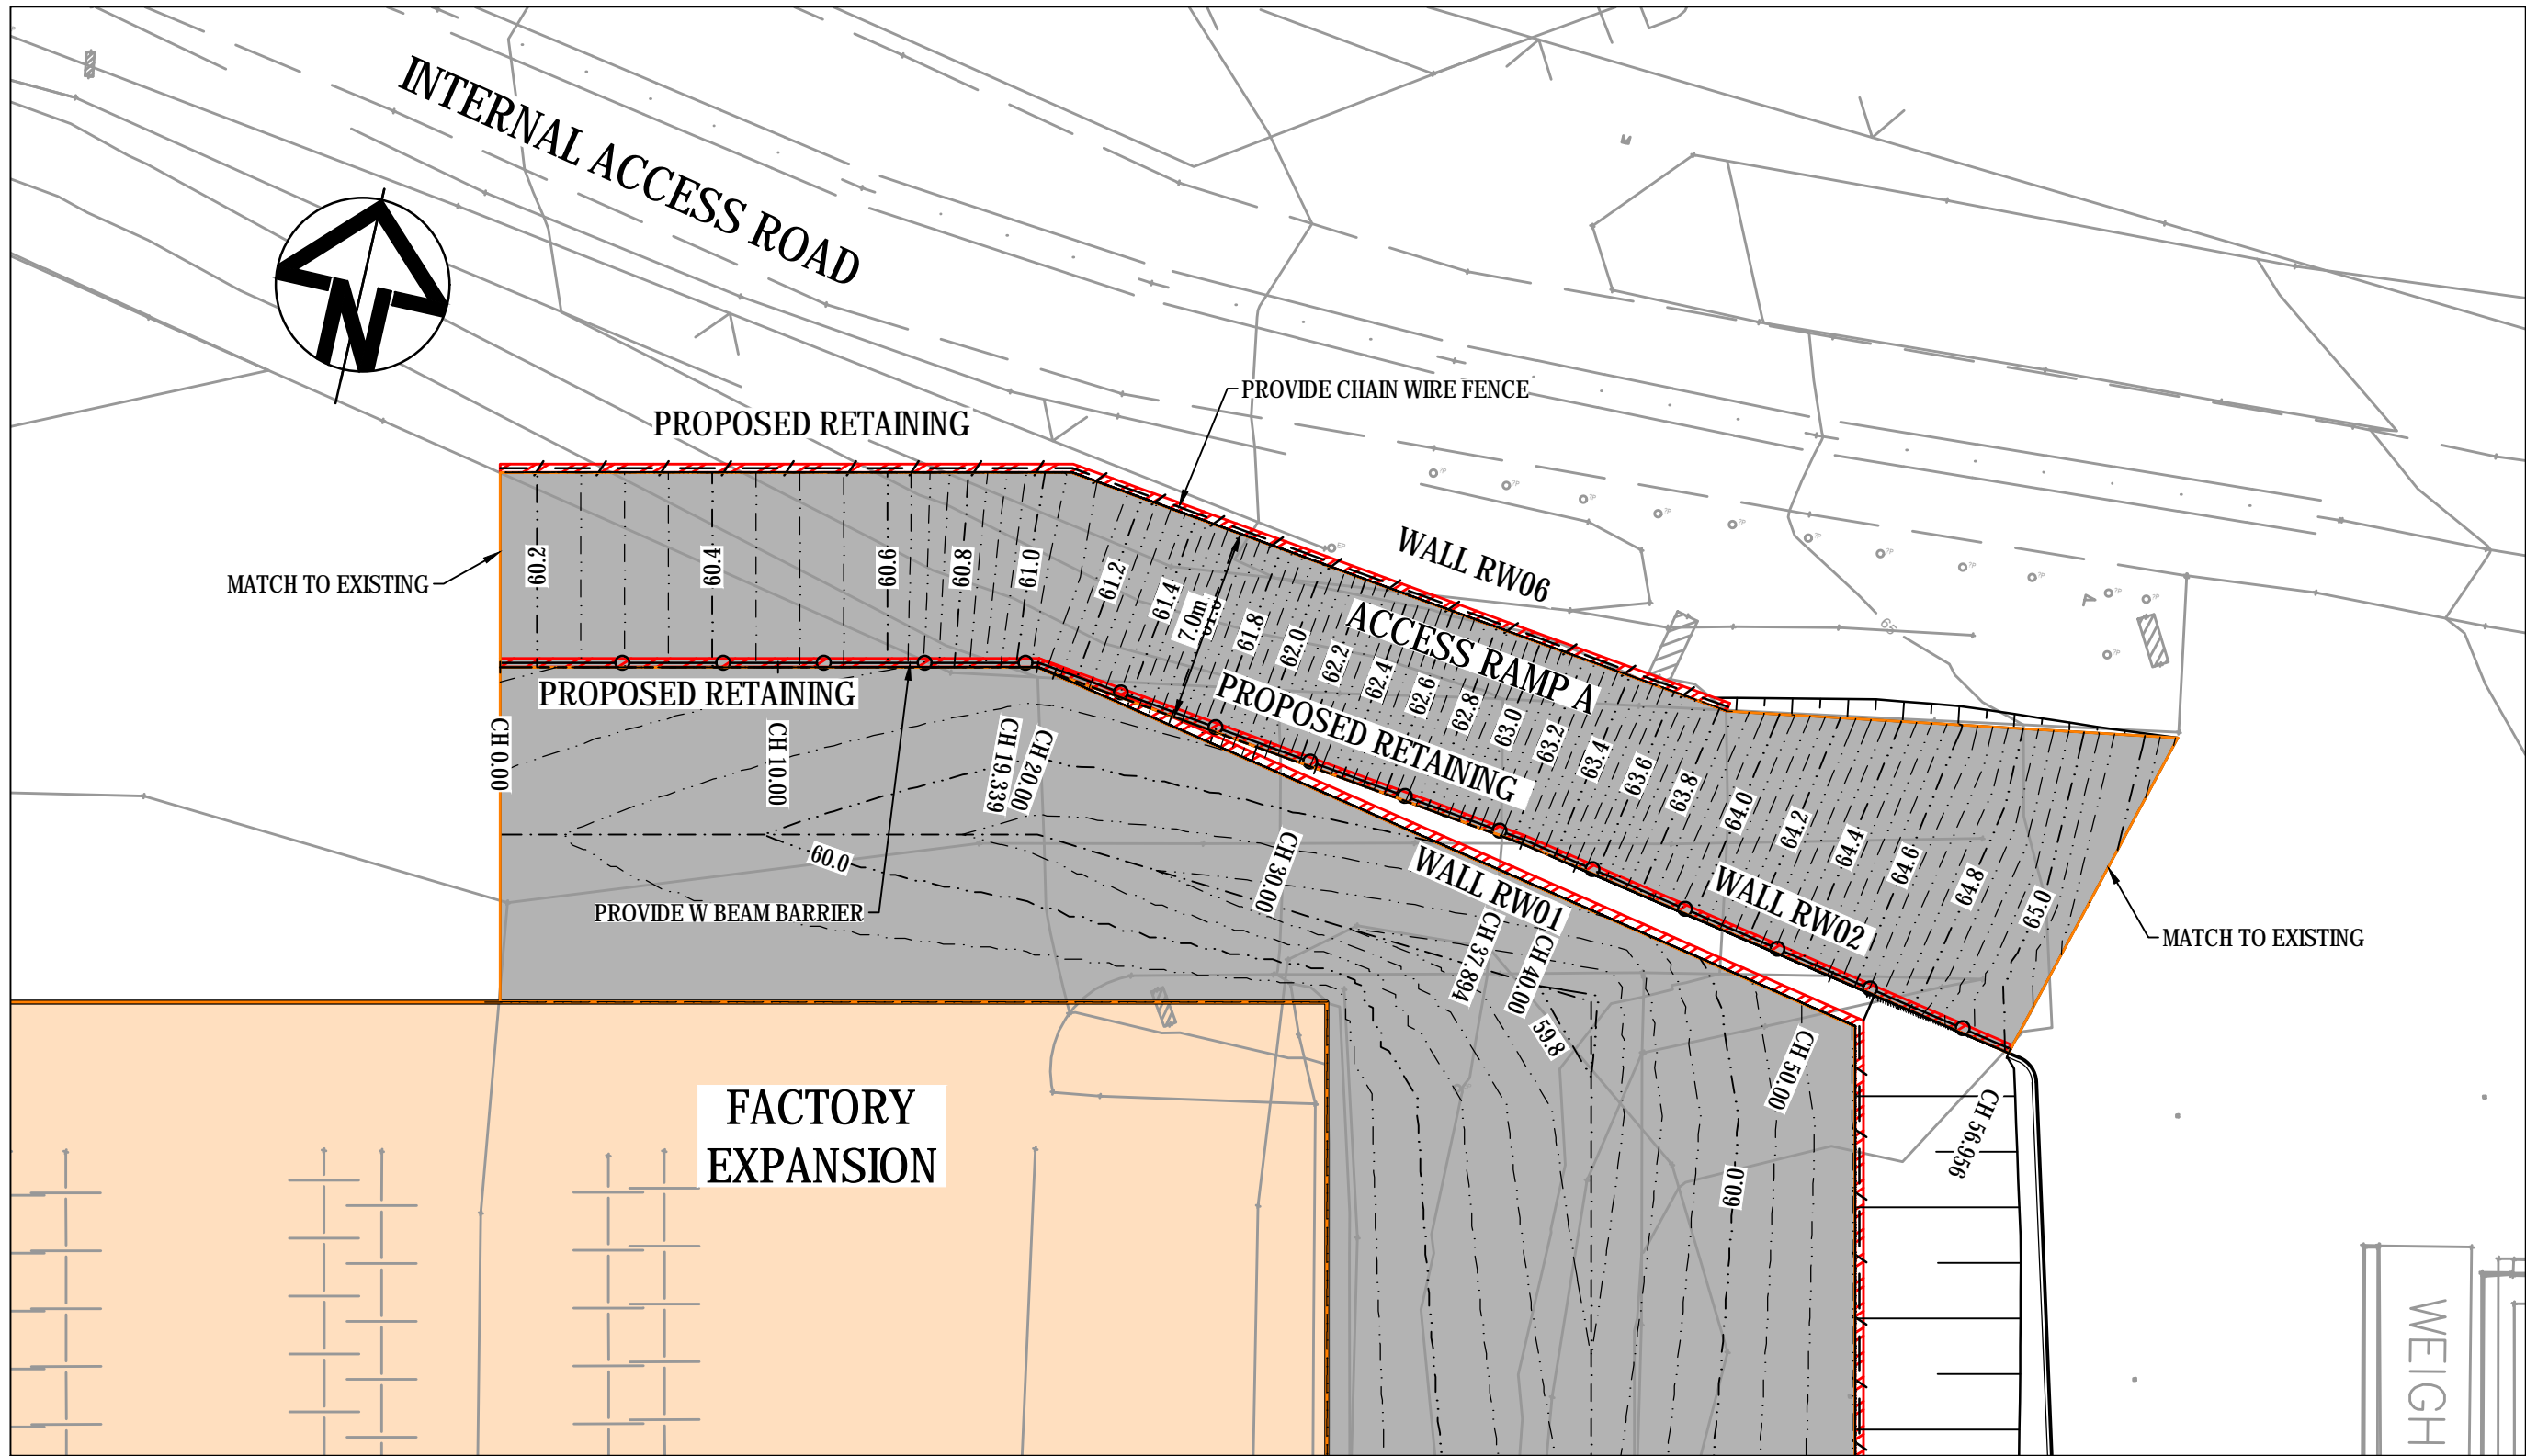 INTERNAL ACCESS ROAD
N
PROVIDE CHAIN WIRE FENCE
PROPOSED RETAINING
WALL RW06
MATCH TO EXISTING
60.2
60.4
60.6
60.8
61.0
61.2
61.4
7.0m
61.8
62.0
62.2
62.4
62.6
62.8
63.0
63.2
63.4
63.6
63.8
64.0
64.2
64.4
64.6
64.8
65.0
ACCESS RAMP A
65
PROPOSED RETAINING
PROPOSED RETAINING
WALL RW01
WALL RW02
CH 0.00
CH 10.00
CH 19.339
CH 20.00
CH 30.00
CH 37.894
CH 40.00
CH 50.00
CH 56.956
60.0
59.8
60.0
PROVIDE W BEAM BARRIER
MATCH TO EXISTING
FACTORY
EXPANSION
WEIGH